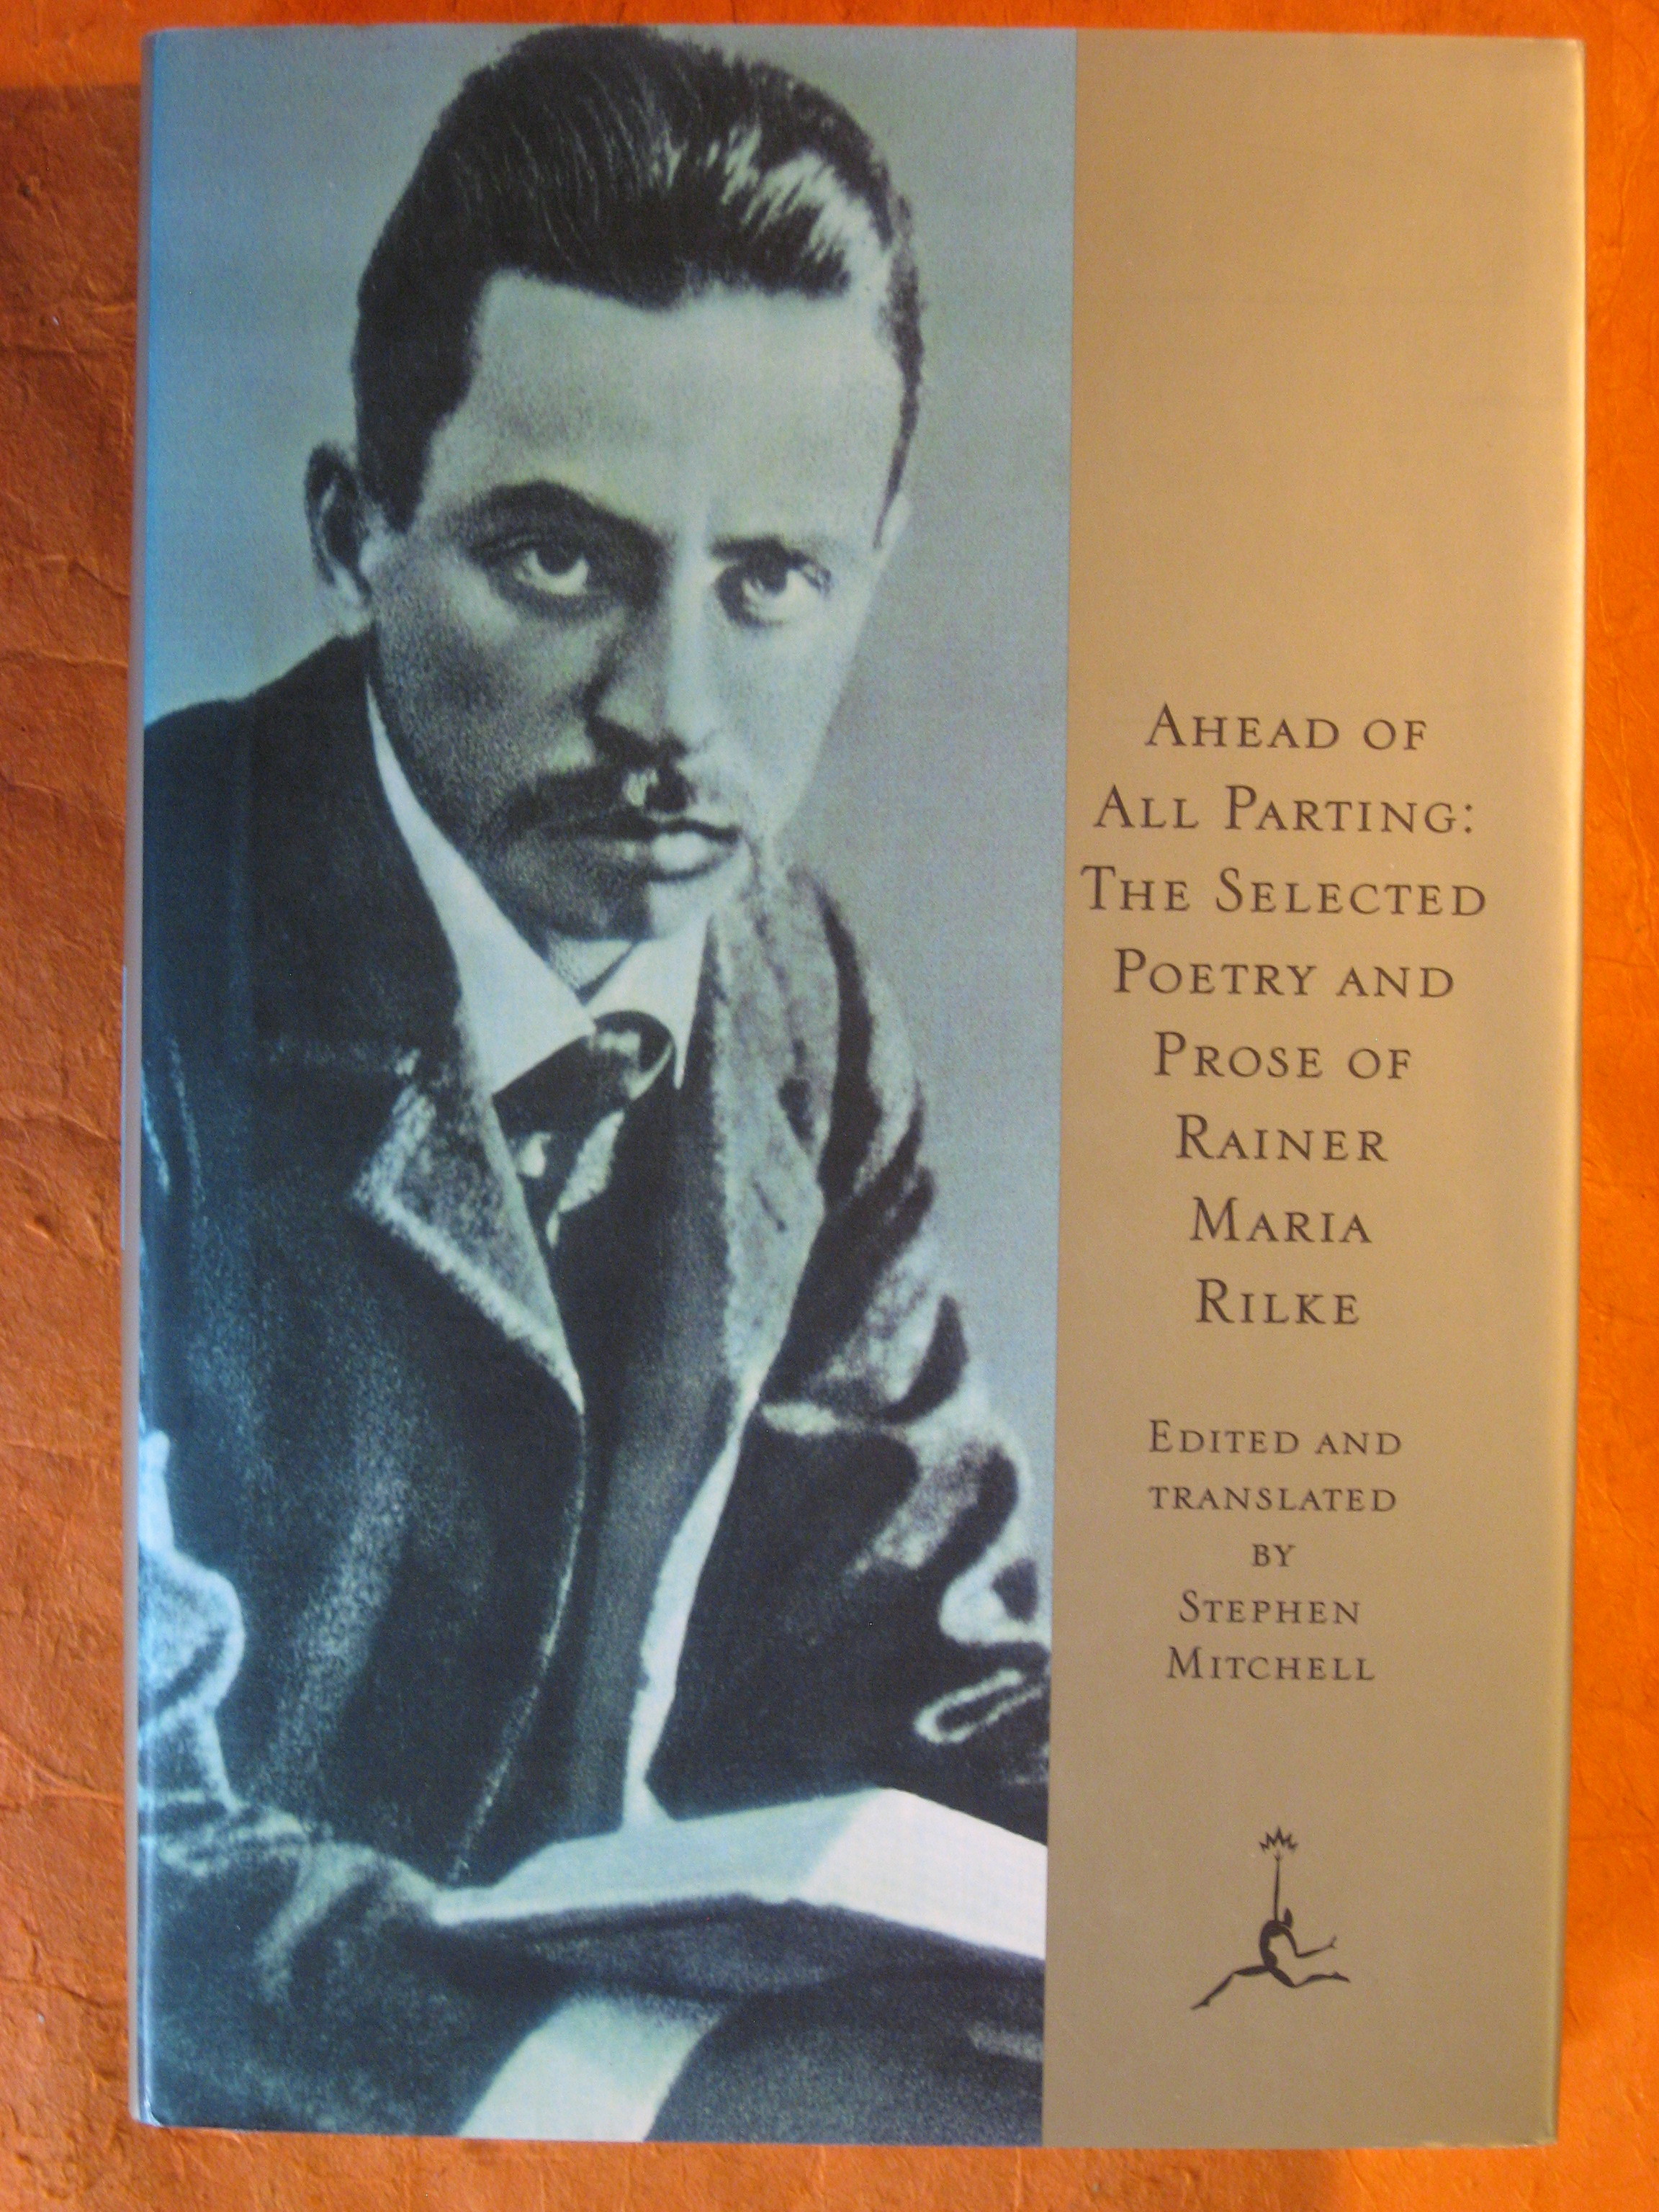 AHEAD OF
ALL PARTING:
THE SELECTED
POETRY AND
PROSE OF
RAINER
MARIA
RILKE
EDITED AND
TRANSLATED
BY
STEPHEN
MITCHELL